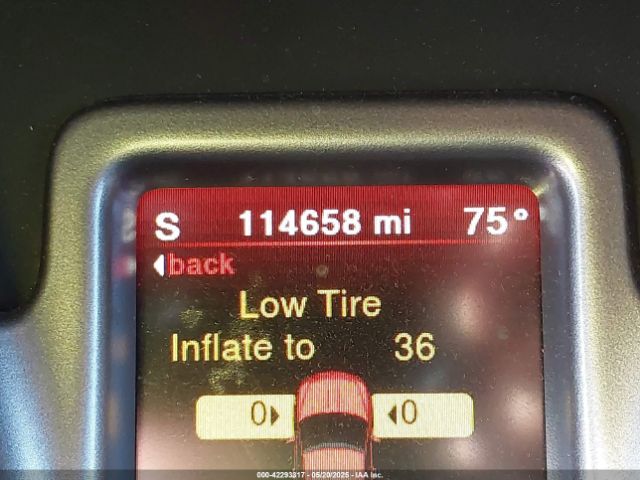 S 114658 mi 75°
back
Low Tire
Inflate to 36
0 0
000-42293817 - 05/20/2025 - IAA Inc.